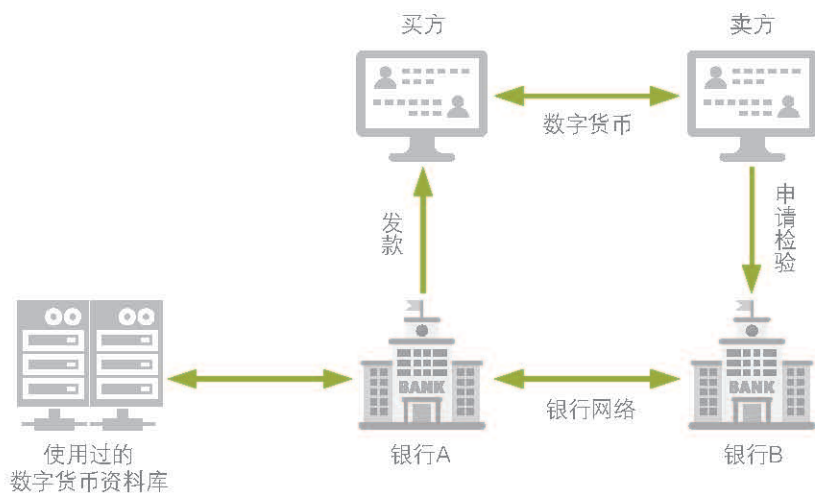 买方
卖方
数字货币
发款
申请检验
BANK
BANK
银行网络
使用过的
数字货币资料库
银行A
银行B